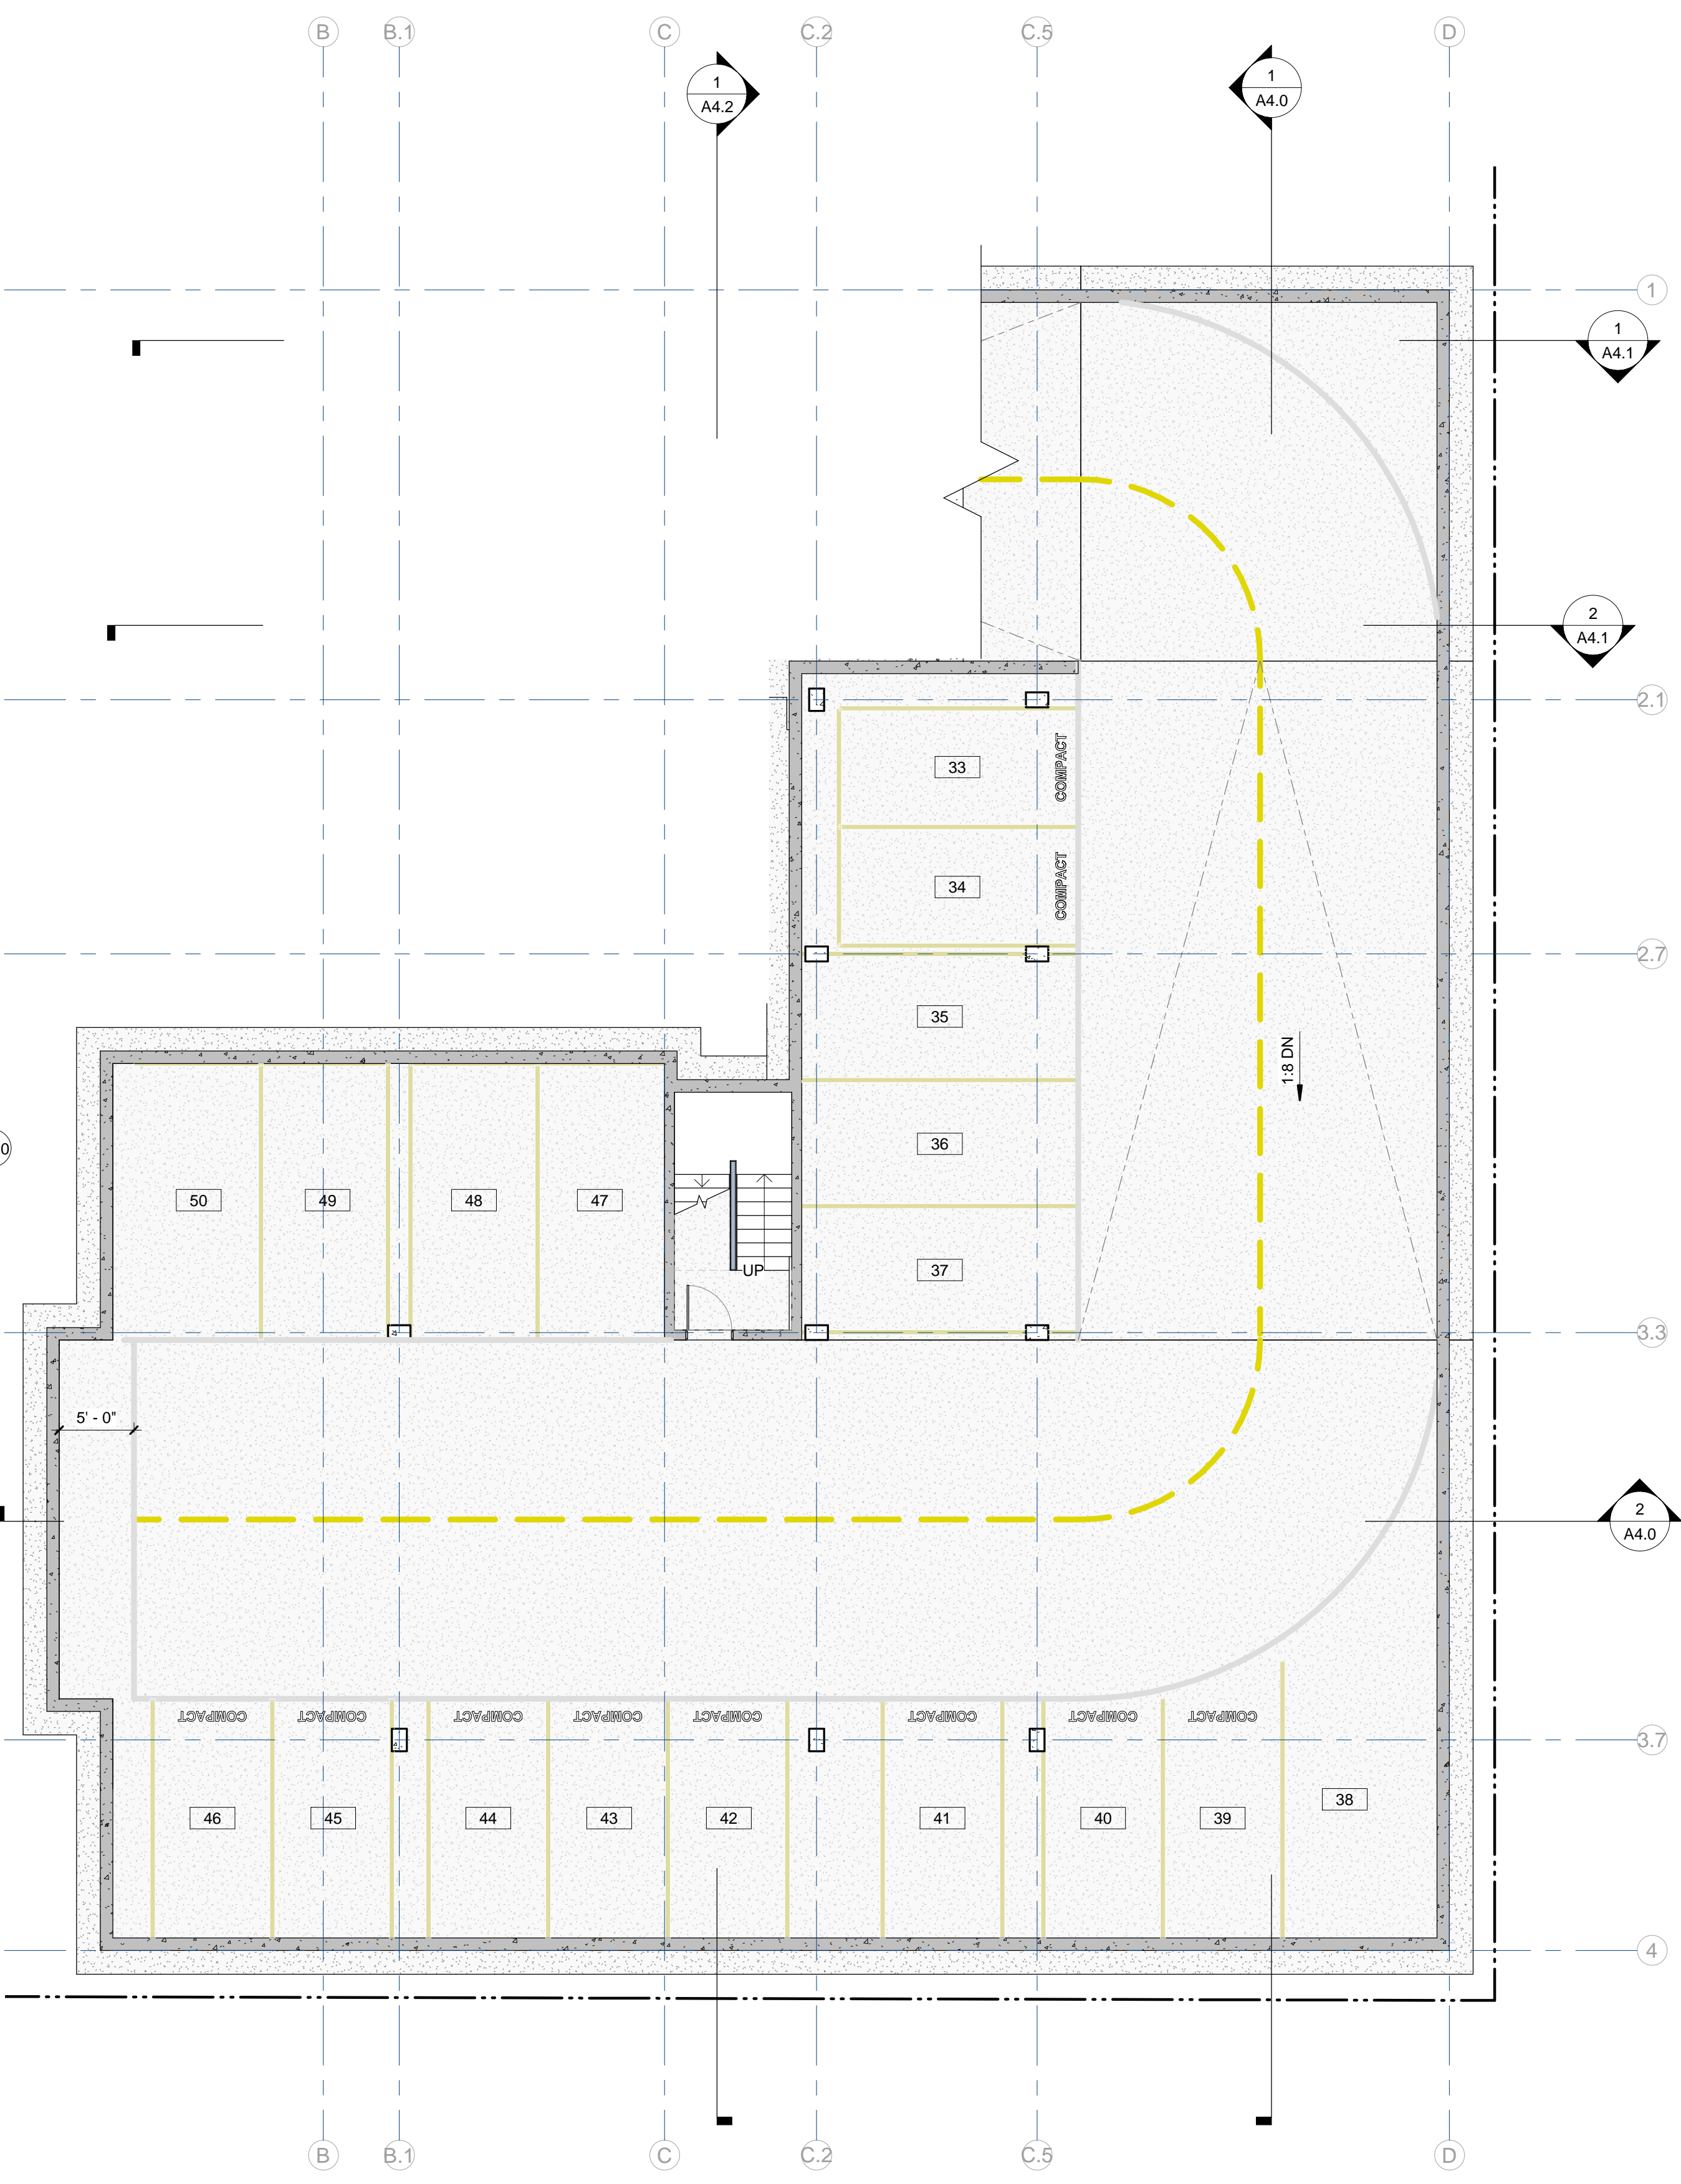 B B.1 C C.2 C.5 D
1
A4.2
1
A4.0
1
1
A4.1
2
A4.1
2.1
33
COMPACT
34
COMPACT
2.7
35
1:8 DN
36
0
50 49 48 47
37
UP
3.3
5' - 0"
2
A4.0
COMPACT COMPACT COMPACT COMPACT COMPACT COMPACT COMPACT COMPACT
3.7
38
46 45 44 43 42 41 40 39
4
B B.1 C C.2 C.5 D